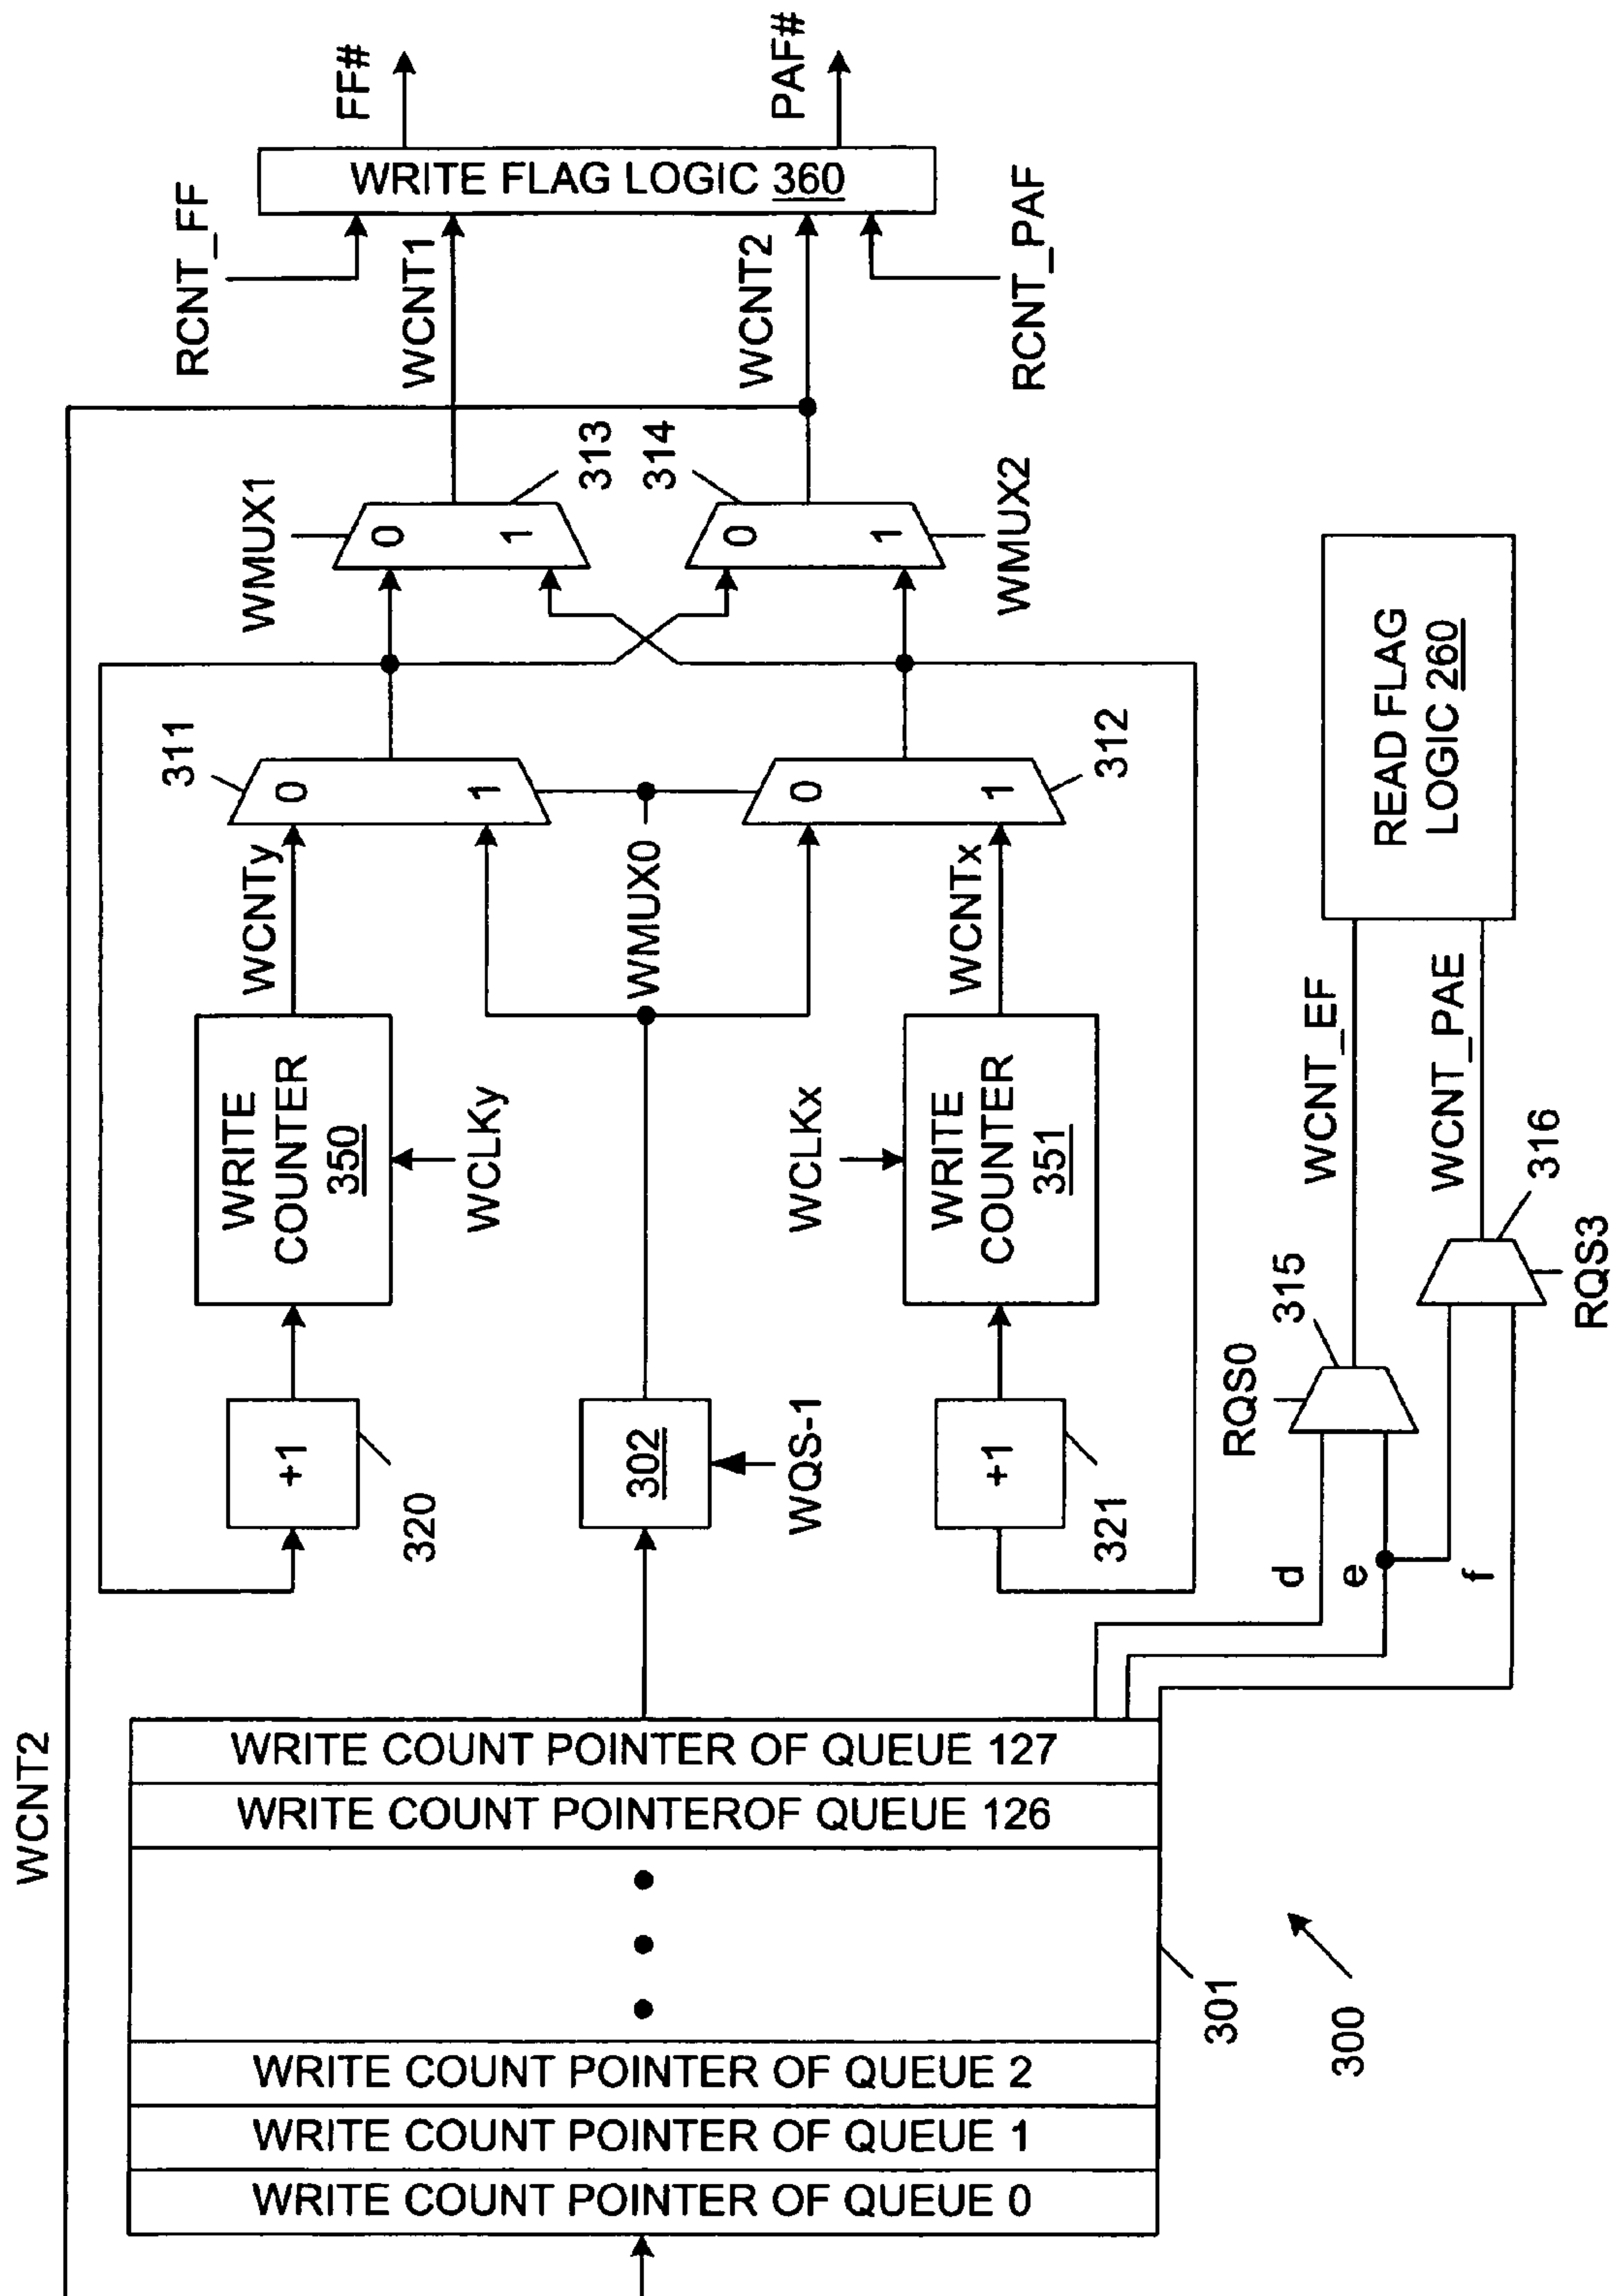 WCNT2
WRITE COUNT POINTER OF QUEUE 0
WRITE COUNT POINTER OF QUEUE 1
WRITE COUNT POINTER OF QUEUE 2
WRITE COUNT POINTEROF QUEUE 126
WRITE COUNT POINTER OF QUEUE 127
301
300
+1
320
302
WQS-1
+1
321
WRITE
COUNTER
350
WCLKy
WCLKx
WRITE
COUNTER
351
WCNTy
WMUX0
WCNTx
311
0
1
0
1
312
WMUX1
0
1
313
314
0
1
WMUX2
RCNT_FF
WCNT1
WCNT2
RCNT_PAF
WRITE FLAG LOGIC 360
FF#
PAF#
d
e
f
RQS0
315
316
RQS3
WCNT_EF
WCNT_PAE
READ FLAG
LOGIC 260